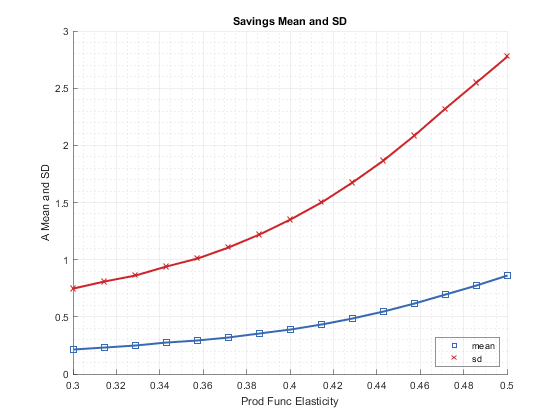 Savings Mean and SD
3
2.5
2
1.5
1
0.5
0
A Mean and SD
0.3 0.32 0.34 0.36 0.38 0.4 0.42 0.44 0.46 0.48 0.5
Prod Func Elasticity
mean
sd